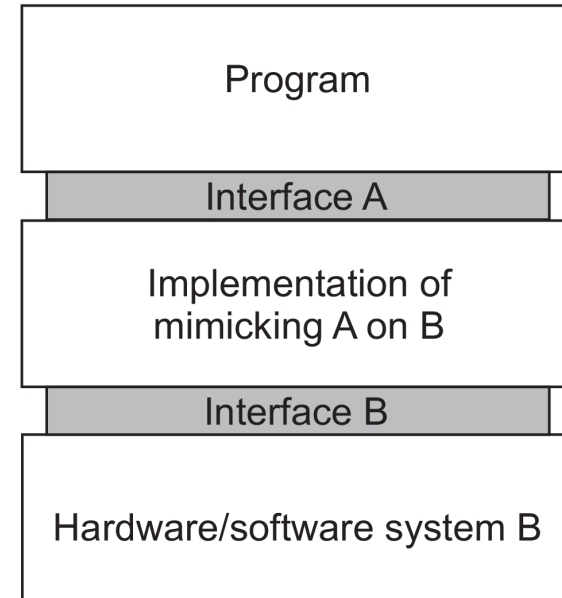 Program
Interface A
Implementation of
mimicking A on B
Interface B
Hardware/software system B